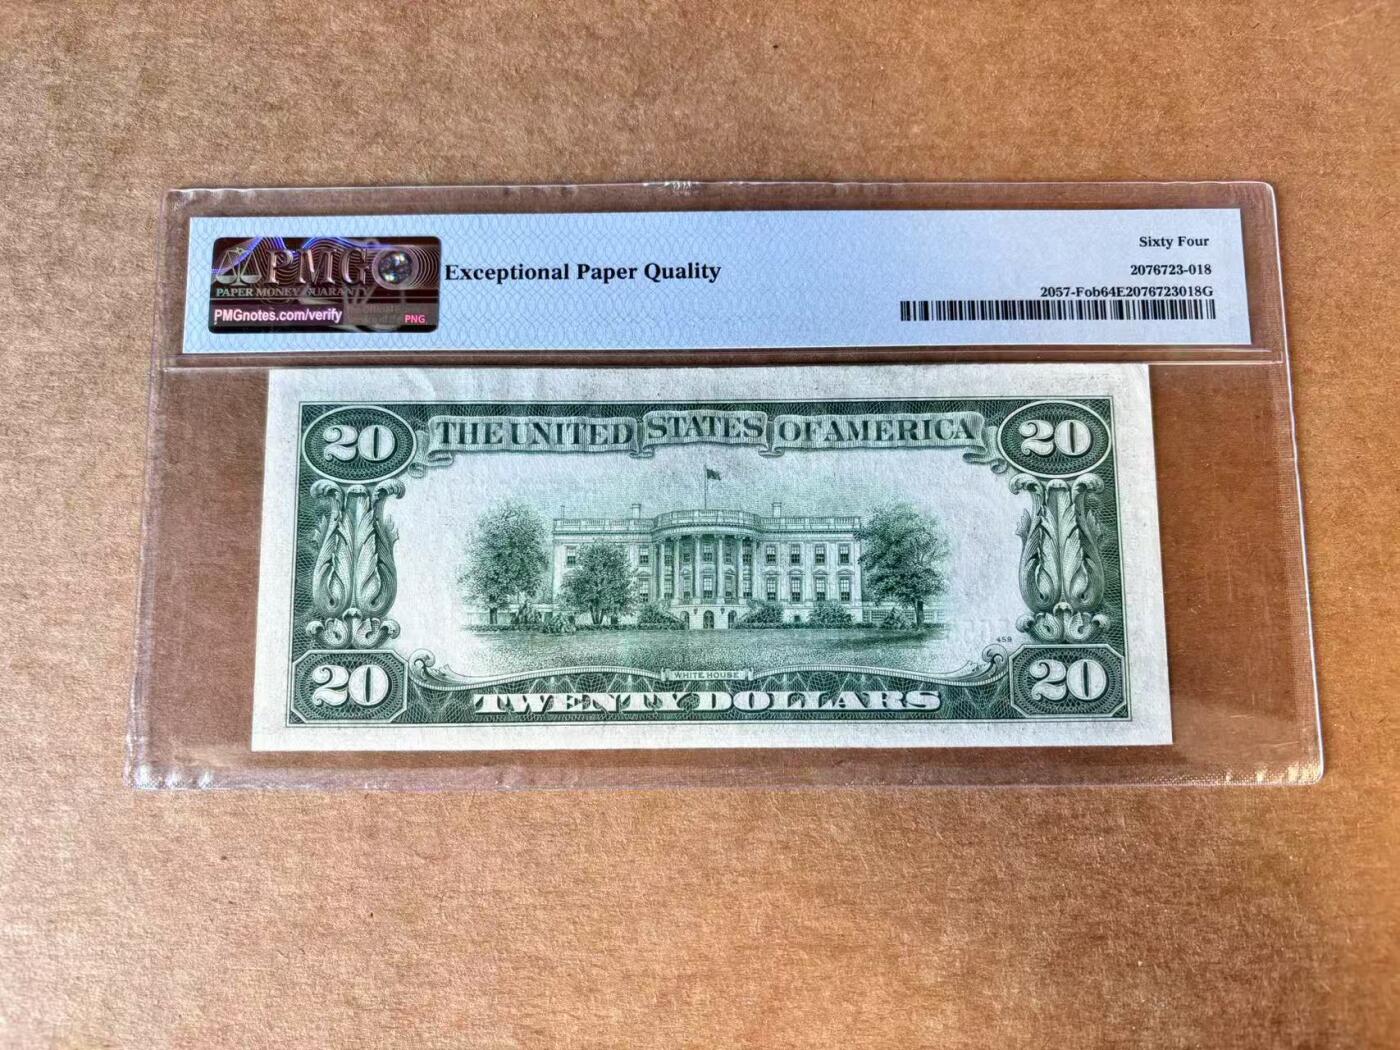 PMG
PAPER MONEY GUARANTY
PMGnotes.com/verify
PNG
Exceptional Paper Quality
Sixty Four
2076723-018
2057-Fob64E2076723018G
20 THE UNITED STATES OF AMERICA 20
459
WHITE HOUSE
20 TWENTY DOLLARS 20